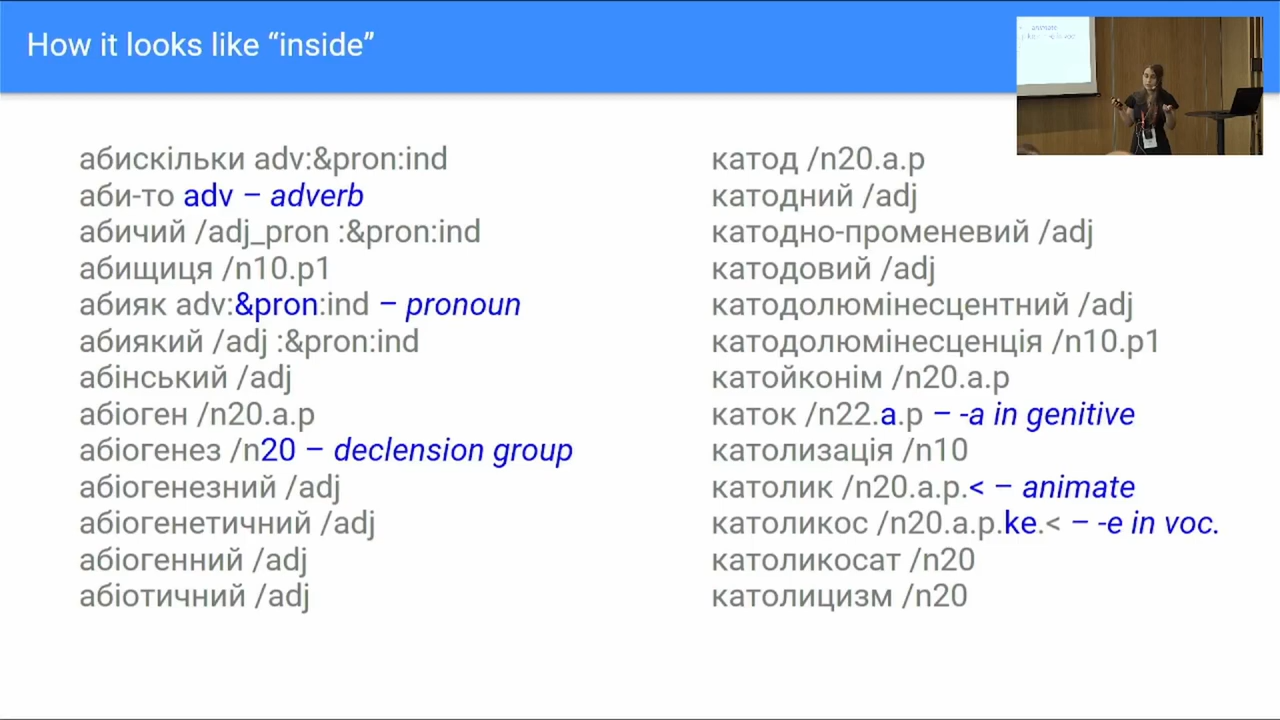 How it looks like “inside”
абискільки adv:&pron:ind
аби-то adv – adverb
абичий /adj_pron :&pron:ind
абищиця /n10.p1
абияк adv:&pron:ind – pronoun
абиякий /adj :&pron:ind
абінський /adj
абіоген /n20.a.p
абіогенез /n20 – declension group
абіогенезний /adj
абіогенетичний /adj
абіогенний /adj
абіотичний /adj
катод /n20.a.p
катодний /adj
катодно-променевий /adj
катодовий /adj
катодолюмінесцентний /adj
катодолюмінесценція /n10.p1
катойконім /n20.a.p
каток /n22.a.p – -a in genitive
католизація /n10
католик /n20.a.p.< – animate
католикос /n20.a.p.ke.< – -e in voc.
католикосат /n20
католицизм /n20
animate